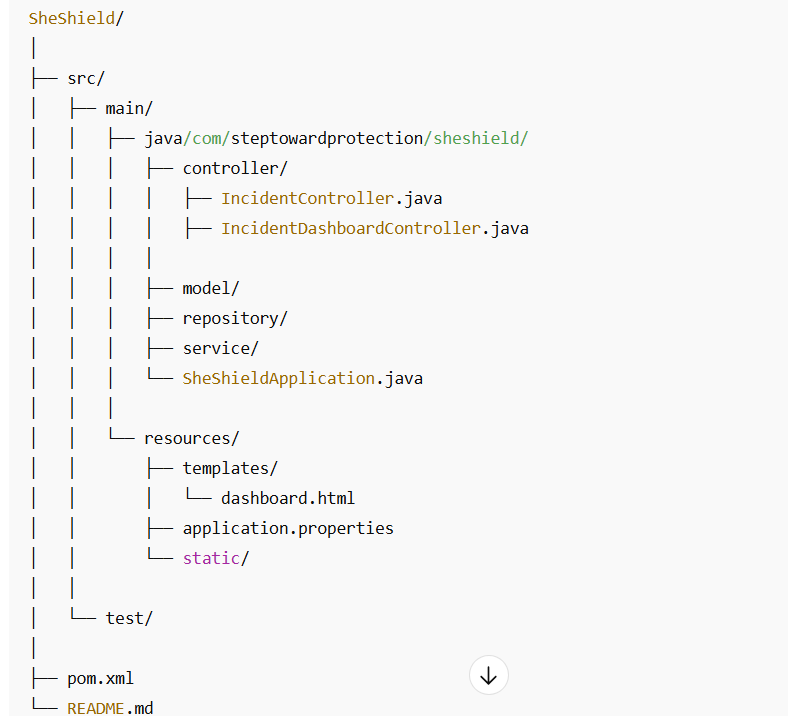 SheShield/
│
├── src/
│   ├── main/
│   │   ├── java/com/steptowardprotection/sheshield/
│   │   │   ├── controller/
│   │   │   │   ├── IncidentController.java
│   │   │   │   ├── IncidentDashboardController.java
│   │   │   │
│   │   │   ├── model/
│   │   │   ├── repository/
│   │   │   ├── service/
│   │   │   └── SheShieldApplication.java
│   │   │
│   │   └── resources/
│   │       ├── templates/
│   │       │   └── dashboard.html
│   │       ├── application.properties
│   │       └── static/
│   │
│   └── test/
│
├── pom.xml
└── README.md